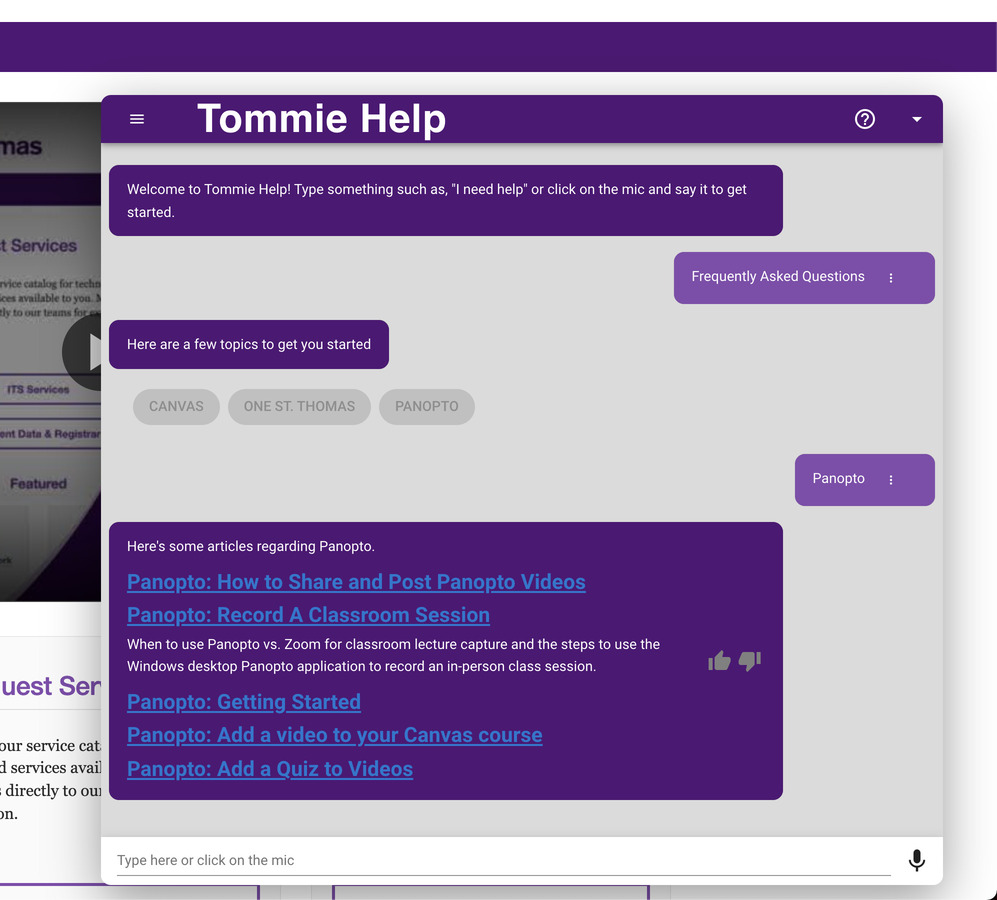 Tommie Help
Welcome to Tommie Help! Type something such as, "I need help" or click on the mic and say it to get
started.
Frequently Asked Questions
Here are a few topics to get you started
CANVAS
ONE ST. THOMAS
PANOPTO
Panopto
Here's some articles regarding Panopto.
Panopto: How to Share and Post Panopto Videos
Panopto: Record A Classroom Session
When to use Panopto vs. Zoom for classroom lecture capture and the steps to use the
Windows desktop Panopto application to record an in-person class session.
Panopto: Getting Started
Panopto: Add a video to your Canvas course
Panopto: Add a Quiz to Videos
Type here or click on the mic
mas
t Services
rvice catalog for techn
ices available to you. M
tly to our teams for
ITS Services
ent Data & Registrar
Featured
uest Ser
our service cat
d services avail
s directly to ou
on.